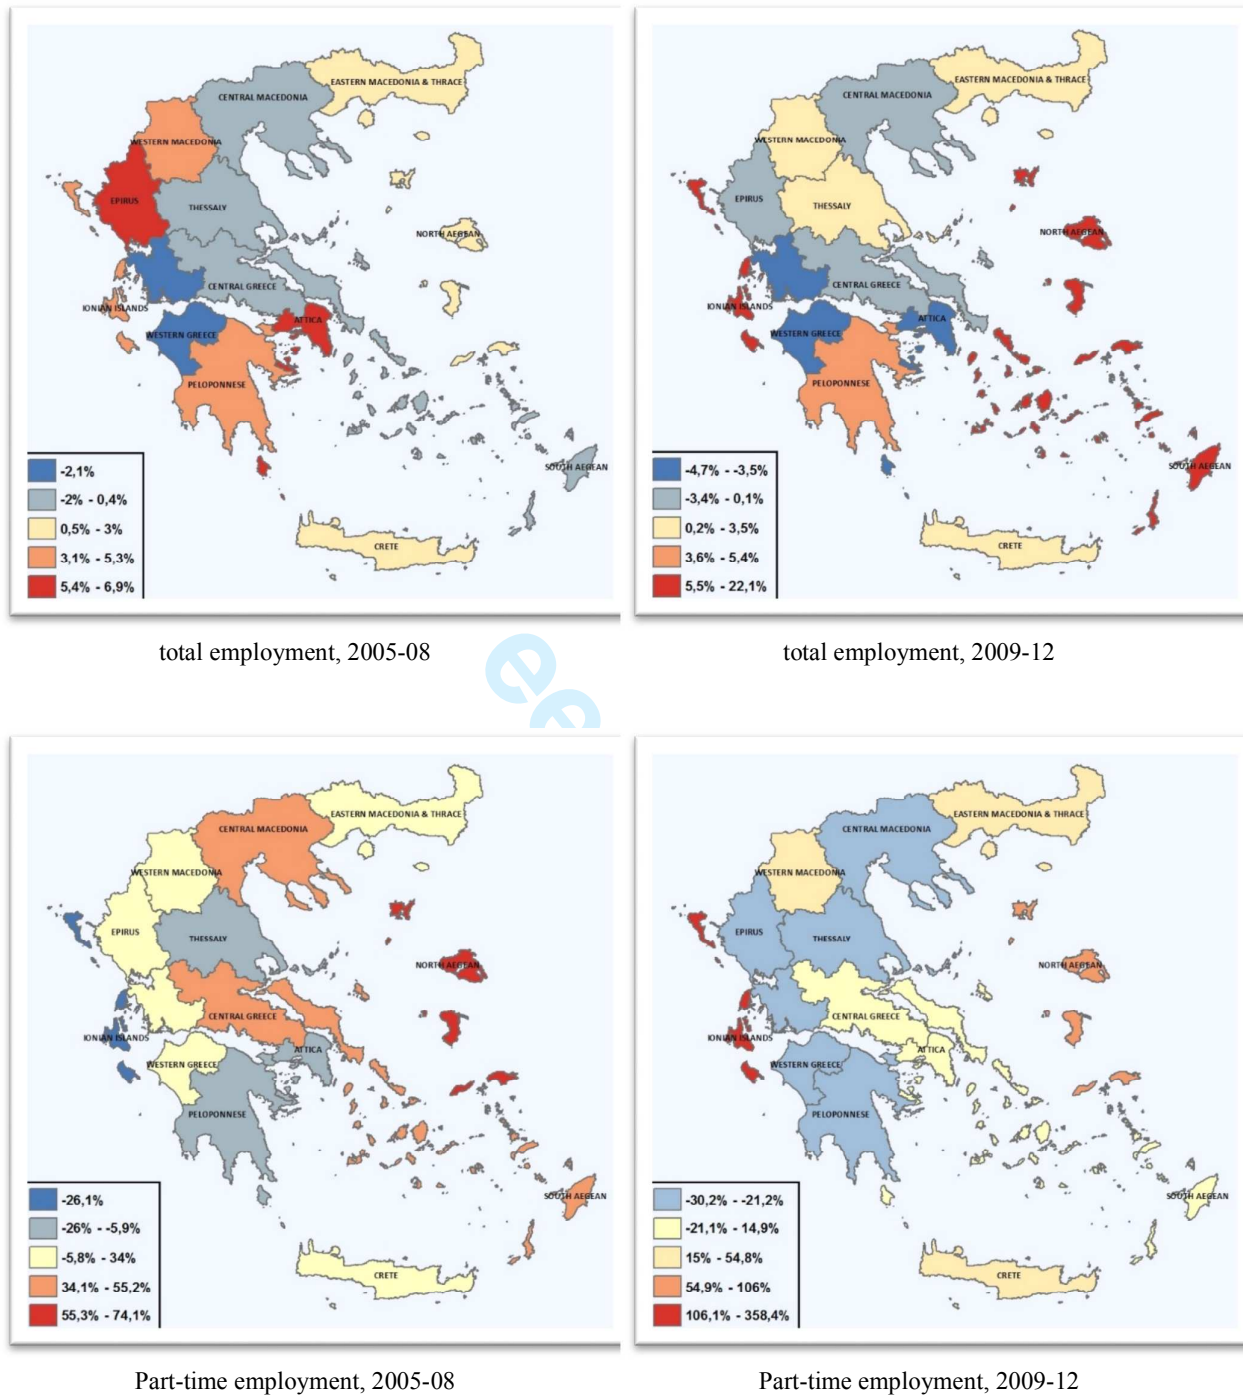 EASTERN MACEDONIA & THRACE
CENTRAL MACEDONIA
WESTERN MACEDONIA
EPIRUS
THESSALY
NORTH AEGEAN
CENTRAL GREECE
IONIAN ISLANDS
ATTICA
WESTERN GREECE
PELOPONNESE
SOUTH AEGEAN
CRETE
-2,1%
-2% - 0,4%
0,5% - 3%
3,1% - 5,3%
5,4% - 6,9%
total employment, 2005-08
EASTERN MACEDONIA & THRACE
CENTRAL MACEDONIA
WESTERN MACEDONIA
EPIRUS
THESSALY
NORTH AEGEAN
CENTRAL GREECE
IONIAN ISLANDS
ATTICA
WESTERN GREECE
PELOPONNESE
SOUTH AEGEAN
CRETE
-4,7% - -3,5%
-3,4% - 0,1%
0,2% - 3,5%
3,6% - 5,4%
5,5% - 22,1%
total employment, 2009-12
ee
EASTERN MACEDONIA & THRACE
CENTRAL MACEDONIA
WESTERN MACEDONIA
EPIRUS
THESSALY
NORTH AEGEAN
CENTRAL GREECE
IONIAN ISLANDS
ATTICA
WESTERN GREECE
PELOPONNESE
SOUTH AEGEAN
CRETE
-26,1%
-26% - -5,9%
-5,8% - 34%
34,1% - 55,2%
55,3% - 74,1%
Part-time employment, 2005-08
EASTERN MACEDONIA & THRACE
CENTRAL MACEDONIA
WESTERN MACEDONIA
EPIRUS
THESSALY
NORTH AEGEAN
CENTRAL GREECE
IONIAN ISLANDS
ATTICA
WESTERN GREECE
PELOPONNESE
SOUTH AEGEAN
CRETE
-30,2% - -21,2%
-21,1% - 14,9%
15% - 54,8%
54,9% - 106%
106,1% - 358,4%
Part-time employment, 2009-12